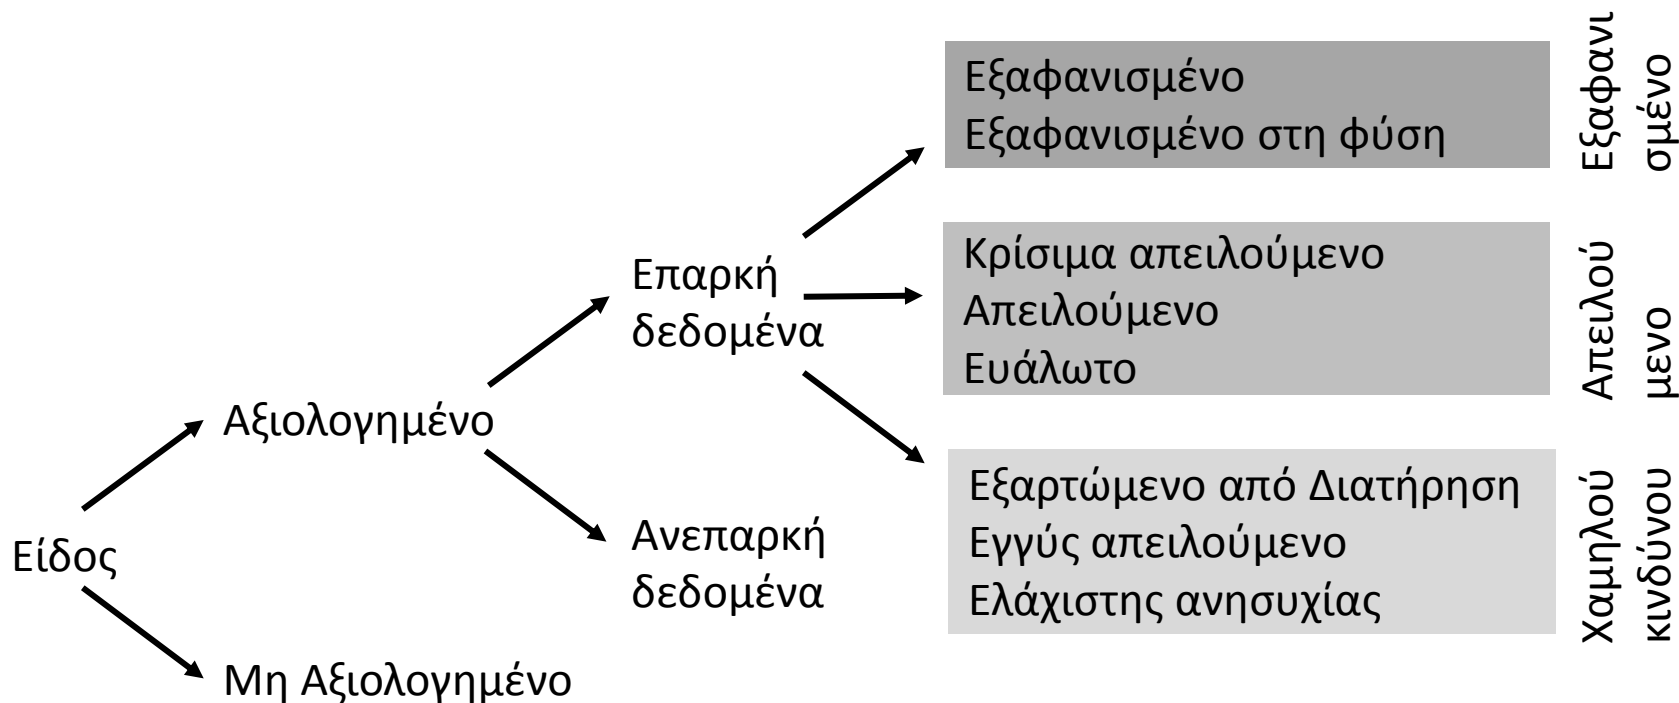 Εξαφανισμένο
Εξαφανισμένο στη φύση
Εξαφανι
σμένο
Κρίσιμα απειλούμενο
Απειλούμενο
Ευάλωτο
Απειλού
μενο
Εξαρτώμενο από Διατήρηση
Εγγύς απειλούμενο
Ελάχιστης ανησυχίας
Χαμηλού
κινδύνου
Επαρκή
δεδομένα
Ανεπαρκή
δεδομένα
Αξιολογημένο
Μη Αξιολογημένο
Είδος